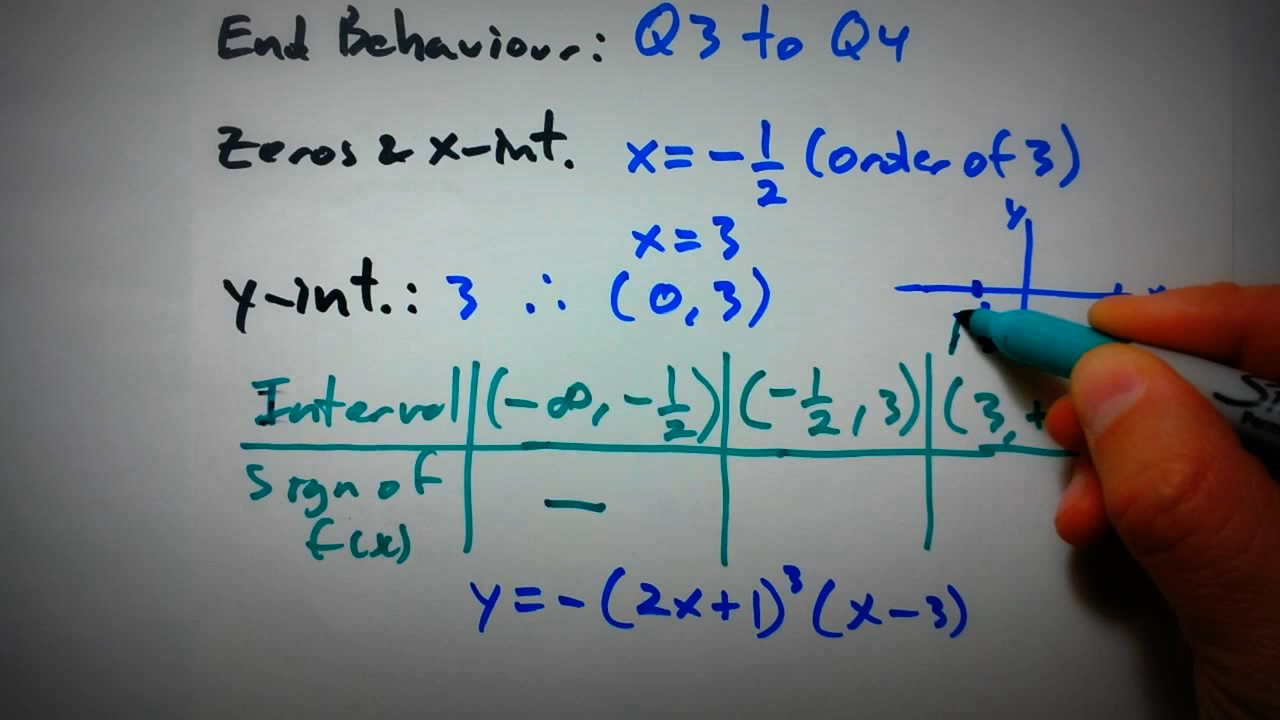 End Behaviour: Q3 to Q4
Zeros & x-int. x = -1/2 (order of 3)
x = 3
y-int.: 3 ∴ (0, 3)
y
Interval (-∞, -1/2) (-1/2, 3) (3, +
Sign of f(x) —
y = -(2x+1)³(x-3)